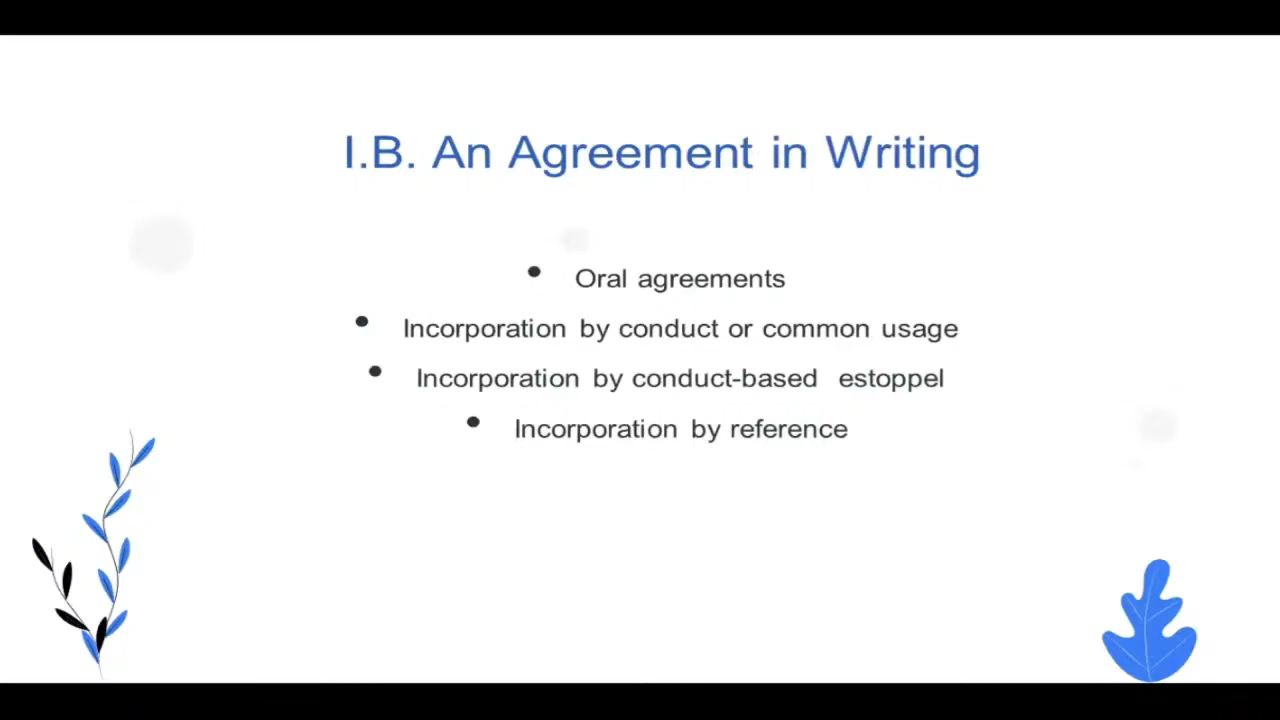 I.B. An Agreement in Writing
• Oral agreements
• Incorporation by conduct or common usage
• Incorporation by conduct-based estoppel
• Incorporation by reference